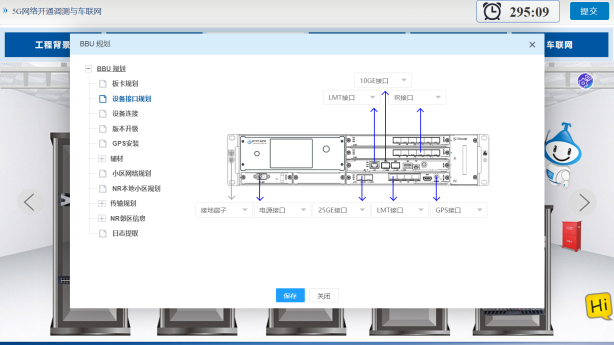 5G网络开通调测与车联网
295:09
提交
工程背景
车联网
BBU 规划
BBU 规划
板卡规划
设备接口规划
设备连接
版本升级
GPS安装
辅材
小区网络规划
NR本地小区规划
传输规划
NR邻区信息
日志提取
10GE接口
LMT接口
IR接口
接地端子
电源接口
25GE接口
LMT接口
GPS接口
保存
关闭
Hi